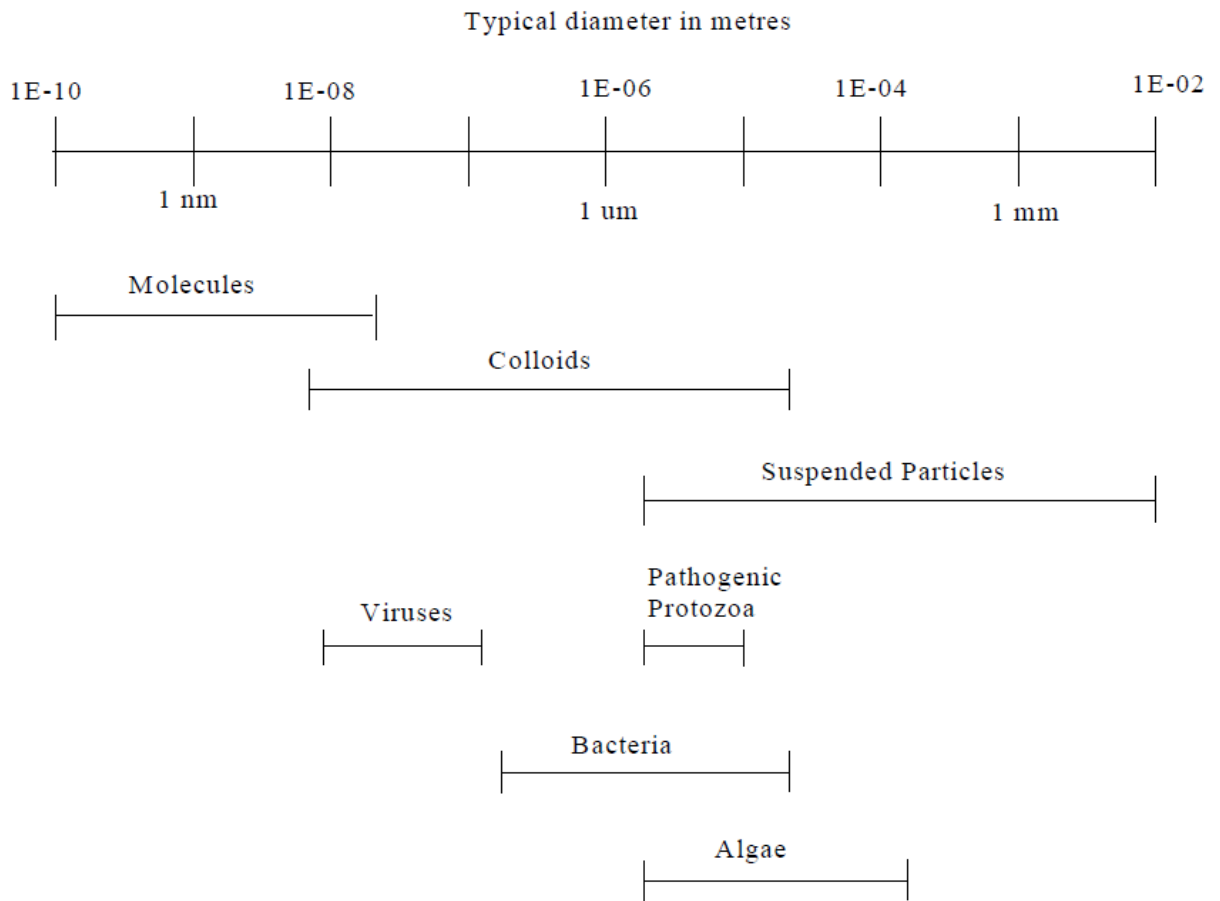 Typical diameter in metres
1E-10 1E-08 1E-06 1E-04 1E-02
1 nm 1 um 1 mm
Molecules
Colloids
Suspended Particles
Pathogenic
Protozoa
Viruses
Bacteria
Algae